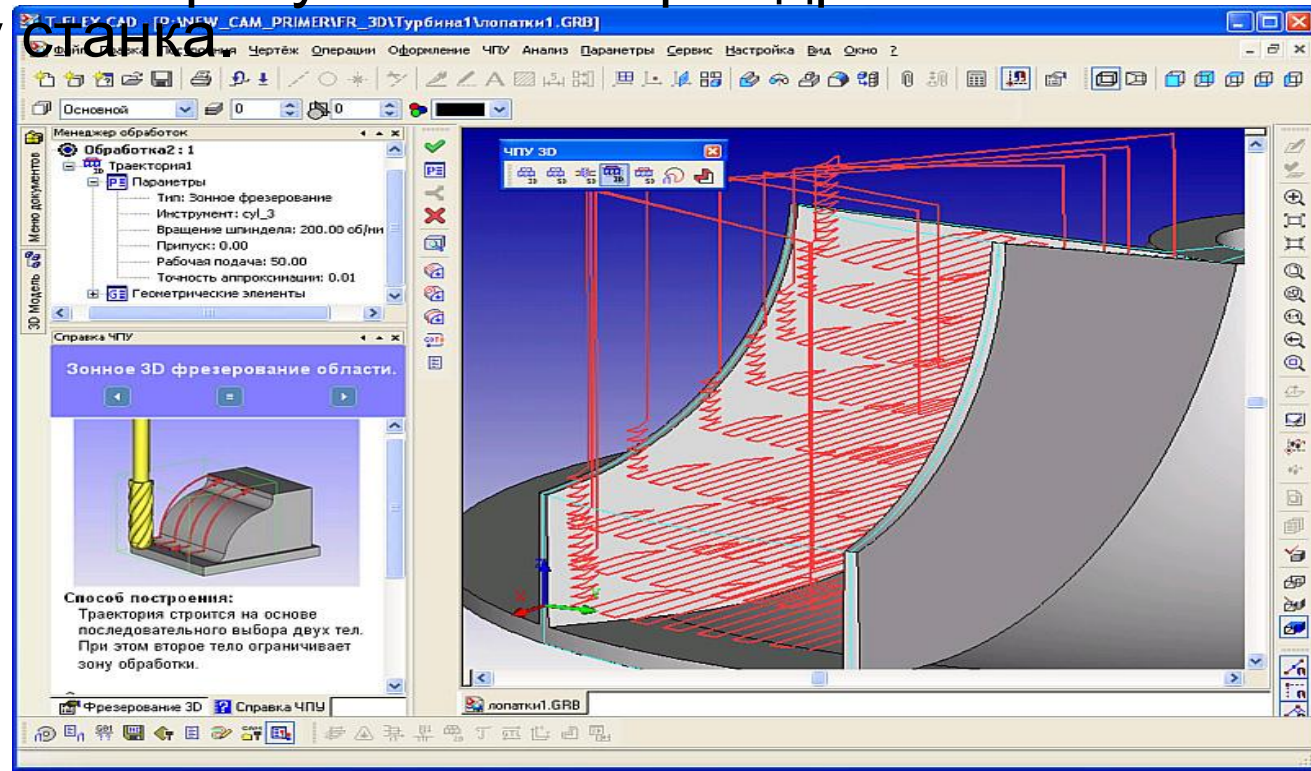 станка.
T-FLEX CAD - [P:\NEW_CAM_PRIMER\FR_3D\Турбина1\лопатки1.GRB]
Чертёж Операции Оформление ЧПУ Анализ Параметры Сервис Настройка Вид Окно ?
Основной 0 0
Менеджер обработок
Обработка2 : 1
Траектория1
Параметры
Тип: Зонное фрезерование
Инструмент: cyl_3
Вращение шпинделя: 200.00 об/ми
Припуск: 0.00
Рабочая подача: 50.00
Точность аппроксимации: 0.01
Геометрические элементы
Меню документов
3D Модель
Справка ЧПУ
Зонное 3D фрезерование области.
Способ построения:
Траектория строится на основе
последовательного выбора двух тел.
При этом второе тело ограничивает
зону обработки.
Фрезерование 3D Справка ЧПУ
ЧПУ 3D
лопатки1.GRB